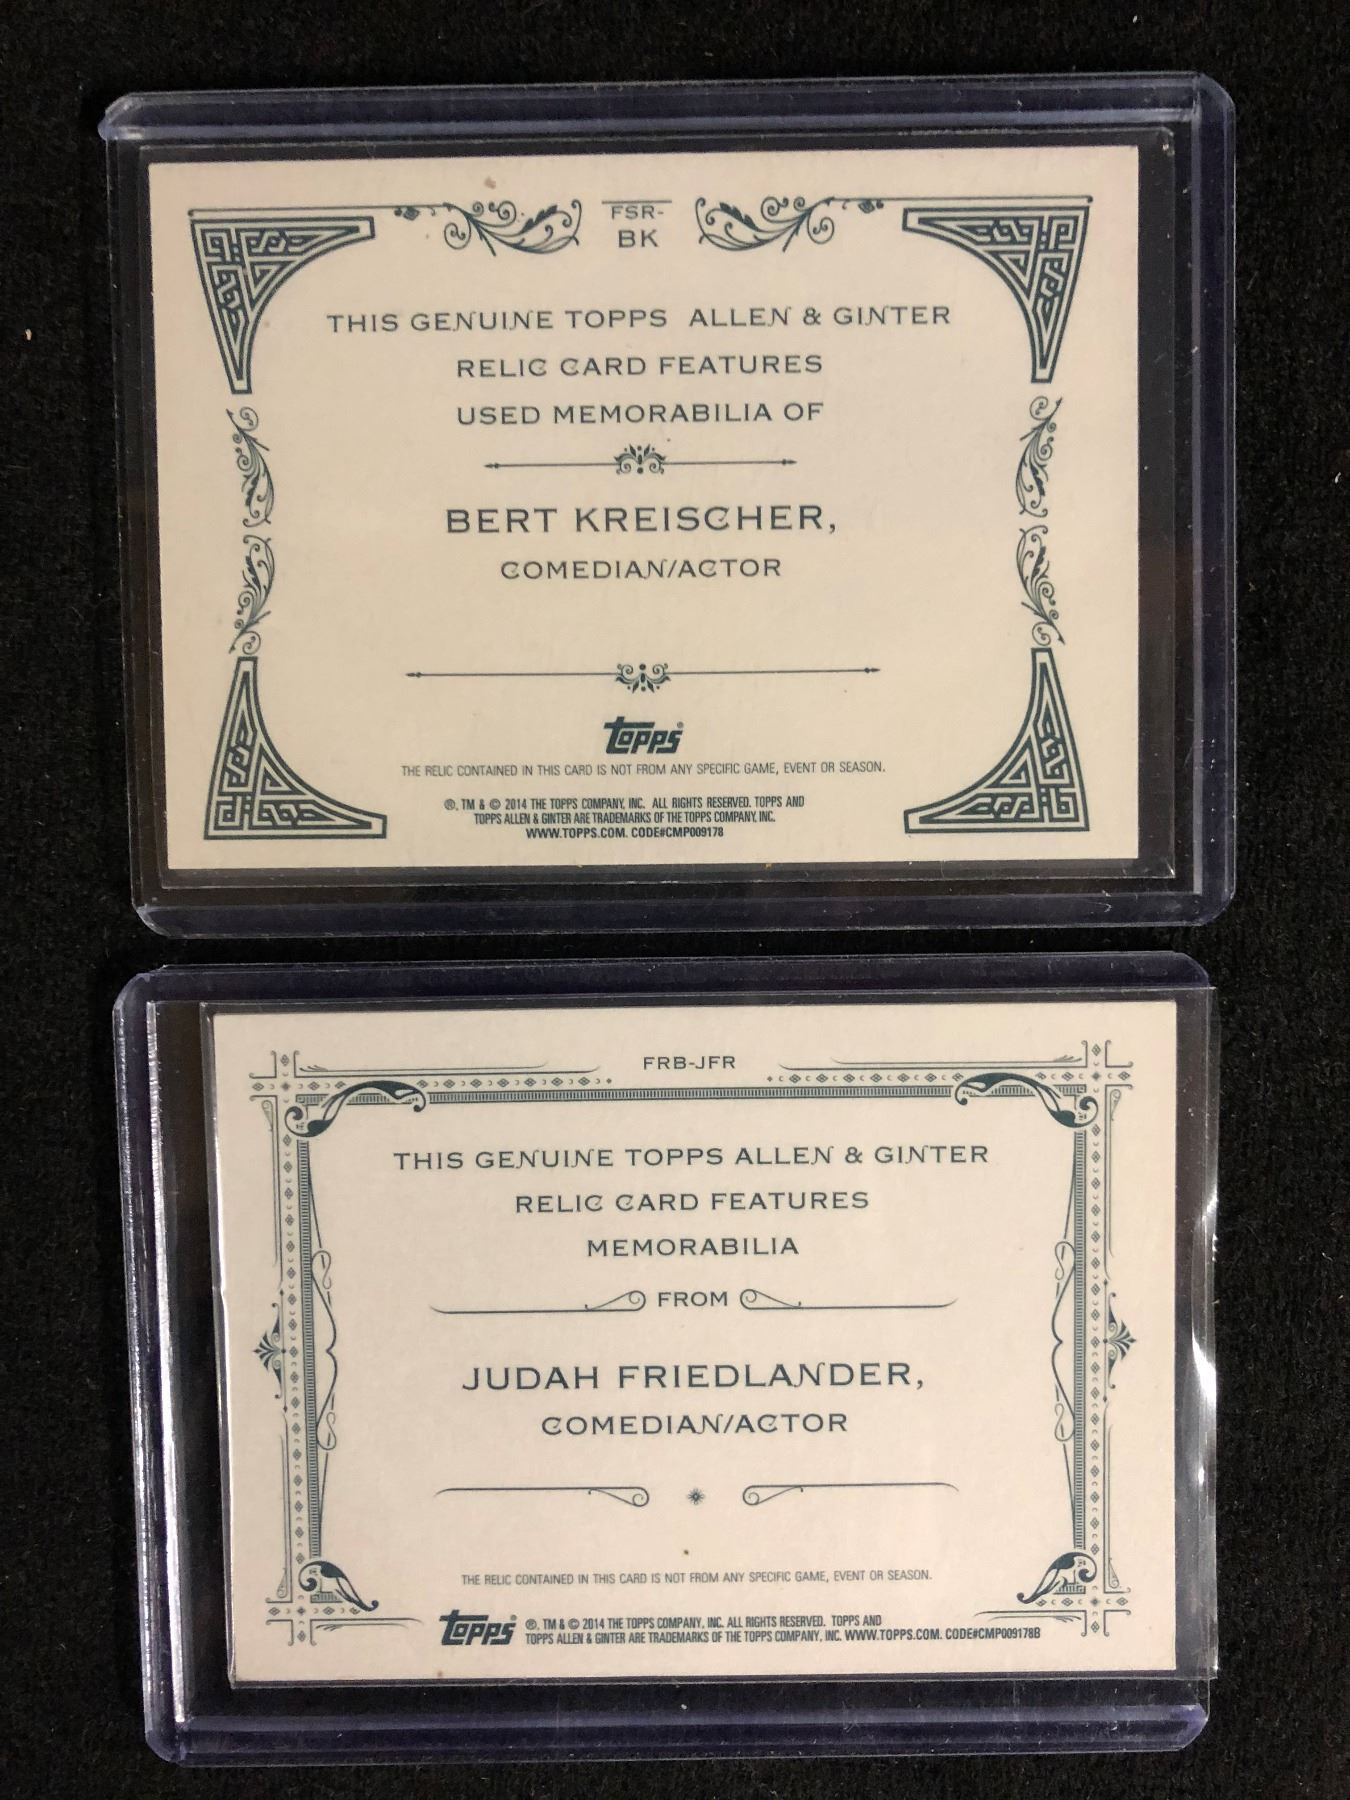 FSR-
BK
THIS GENUINE TOPPS ALLEN & GINTER
RELIC CARD FEATURES
USED MEMORABILIA OF
BERT KREISCHER,
COMEDIAN/ACTOR
topps®
THE RELIC CONTAINED IN THIS CARD IS NOT FROM ANY SPECIFIC GAME, EVENT OR SEASON.
®, TM & © 2014 THE TOPPS COMPANY, INC. ALL RIGHTS RESERVED. TOPPS AND
TOPPS ALLEN & GINTER ARE TRADEMARKS OF THE TOPPS COMPANY, INC.
WWW.TOPPS.COM. CODE#CMP009178
FRB-JFR
THIS GENUINE TOPPS ALLEN & GINTER
RELIC CARD FEATURES
MEMORABILIA
FROM
JUDAH FRIEDLANDER,
COMEDIAN/ACTOR
THE RELIC CONTAINED IN THIS CARD IS NOT FROM ANY SPECIFIC GAME, EVENT OR SEASON.
topps®
®, TM & © 2014 THE TOPPS COMPANY, INC. ALL RIGHTS RESERVED. TOPPS AND
TOPPS ALLEN & GINTER ARE TRADEMARKS OF THE TOPPS COMPANY, INC. WWW.TOPPS.COM. CODE#CMP009178B